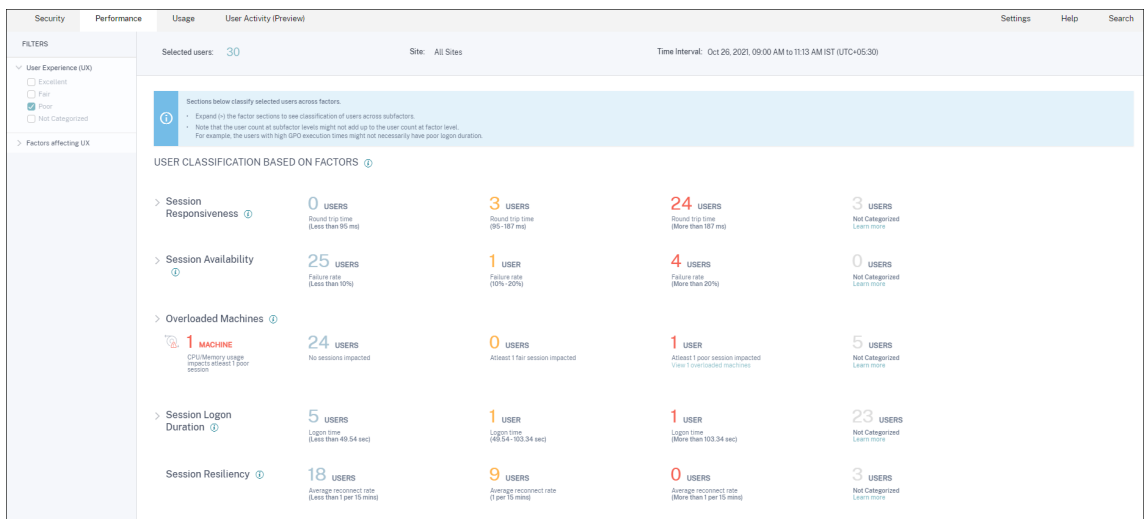 Security Performance Usage User Activity (Preview) Settings Help Search
FILTERS
User Experience (UX)
Excellent
Fair
Poor
Not Categorized
Factors affecting UX
Selected users: 30 Site: All Sites Time Interval: Oct 26, 2021, 09:00 AM to 11:13 AM IST (UTC+05:30)
Sections below classify selected users across factors.
• Expand (>) the factor sections to see classification of users across subfactors.
• Note that the user count at subfactor levels might not add up to the user count at factor level.
For example, the users with high GPO execution times might not necessarily have poor logon duration.
USER CLASSIFICATION BASED ON FACTORS
Session
Responsiveness
0 USERS
Round trip time
(Less than 95 ms)
3 USERS
Round trip time
(95 - 187 ms)
24 USERS
Round trip time
(More than 187 ms)
3 USERS
Not Categorized
Learn more
Session Availability
25 USERS
Failure rate
(Less than 10%)
1 USER
Failure rate
(10% - 20%)
4 USERS
Failure rate
(More than 20%)
0 USERS
Not Categorized
Learn more
Overloaded Machines
1 MACHINE
CPU/Memory usage
impacts atleast 1 poor
session
24 USERS
No sessions impacted
0 USERS
Atleast 1 fair session impacted
1 USER
Atleast 1 poor session impacted
View 1 overloaded machines
5 USERS
Not Categorized
Learn more
Session Logon
Duration
5 USERS
Logon time
(Less than 49.54 sec)
1 USER
Logon time
(49.54 - 103.34 sec)
1 USER
Logon time
(More than 103.34 sec)
23 USERS
Not Categorized
Learn more
Session Resiliency
18 USERS
Average reconnect rate
(Less than 1 per 15 mins)
9 USERS
Average reconnect rate
(1 per 15 mins)
0 USERS
Average reconnect rate
(More than 1 per 15 mins)
3 USERS
Not Categorized
Learn more